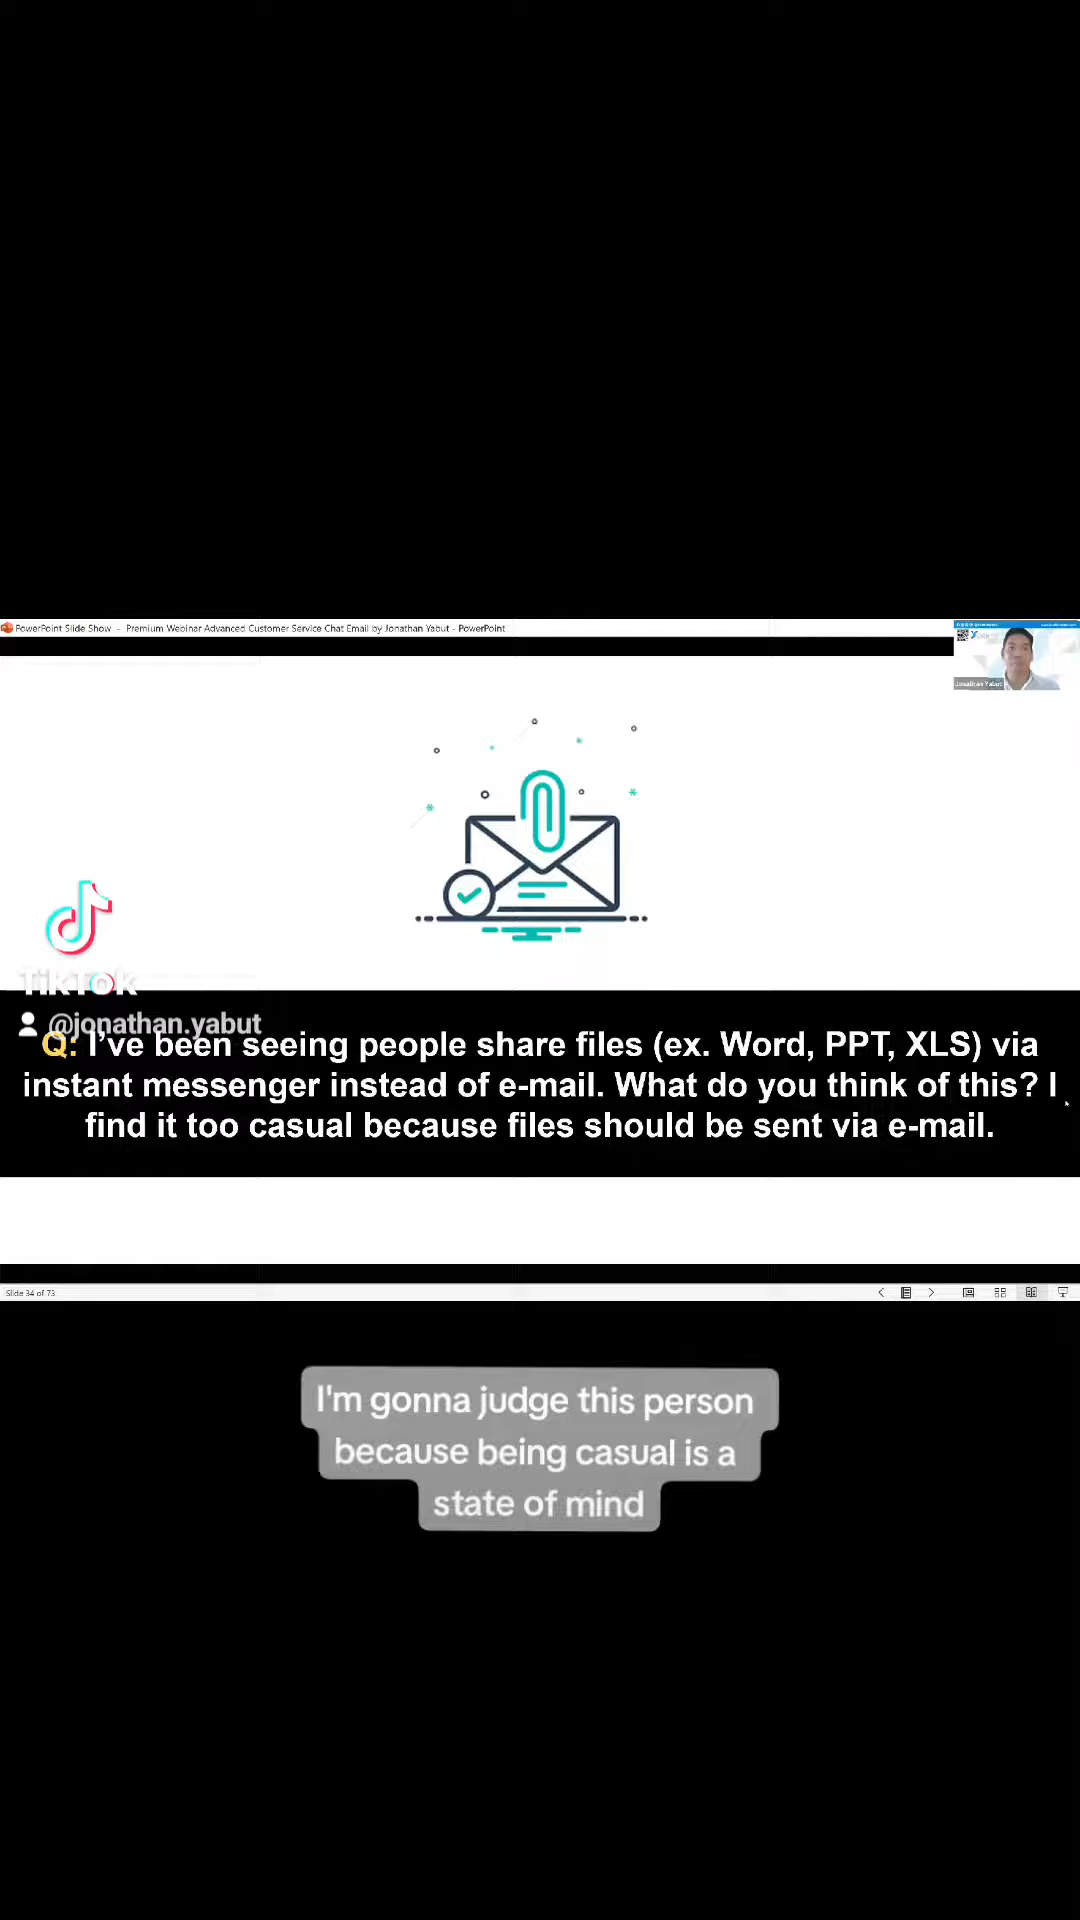 PowerPoint Slide Show - Premium Webinar Advanced Customer Service Chat Email by Jonathan Yabut - PowerPoint
Jonathan Yabut
TikTok
@jonathan.yabut
Q: I've been seeing people share files (ex. Word, PPT, XLS) via
instant messenger instead of e-mail. What do you think of this? I
find it too casual because files should be sent via e-mail.
Slide 34 of 73
I'm gonna judge this person
because being casual is a
state of mind